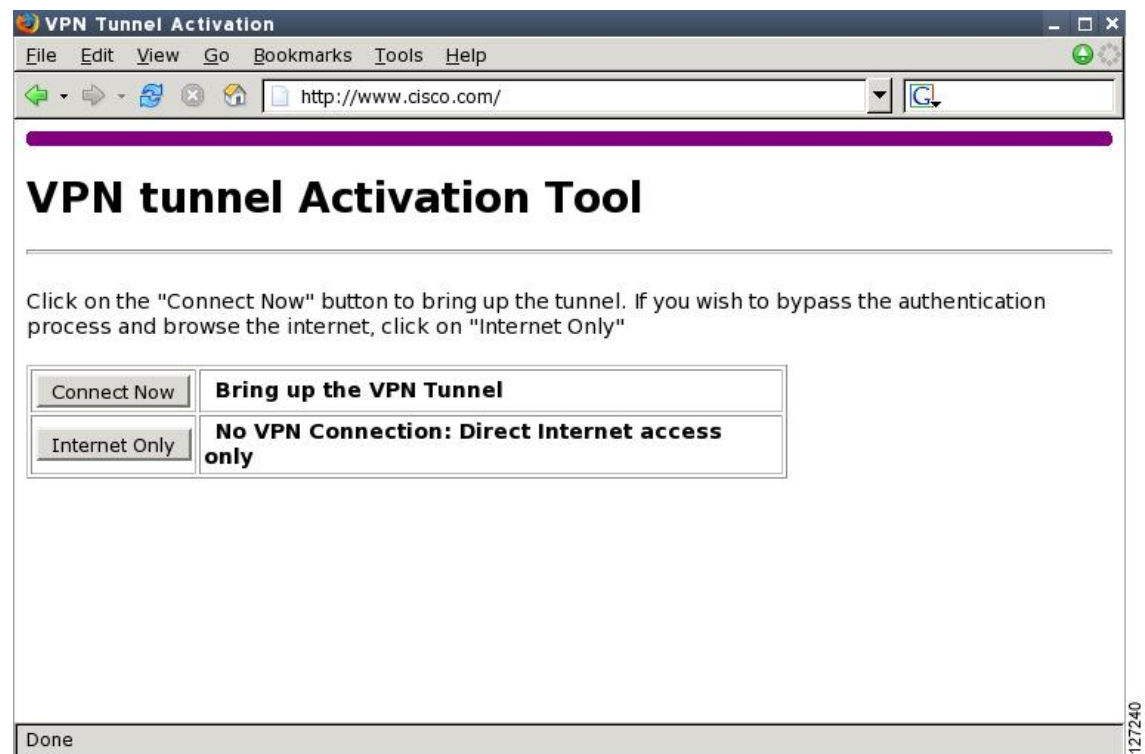 VPN Tunnel Activation
File Edit View Go Bookmarks Tools Help
http://www.cisco.com/ G
VPN tunnel Activation Tool
Click on the "Connect Now" button to bring up the tunnel. If you wish to bypass the authentication
process and browse the internet, click on "Internet Only"
Connect Now Bring up the VPN Tunnel
Internet Only No VPN Connection: Direct Internet access
only
Done
127240